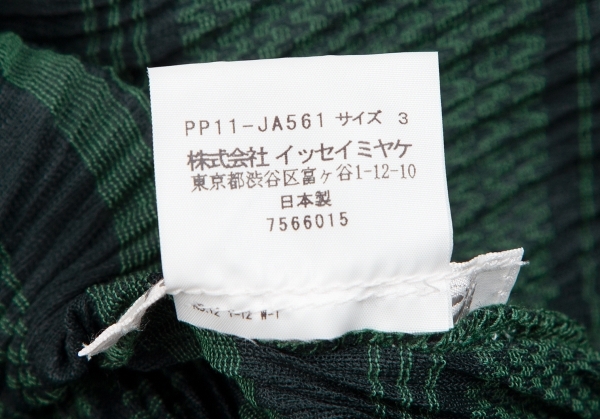 PP11-JA561 サイズ 3
株式会社 イッセイミヤケ
東京都渋谷区富ヶ谷1-12-10
日本製
7566015